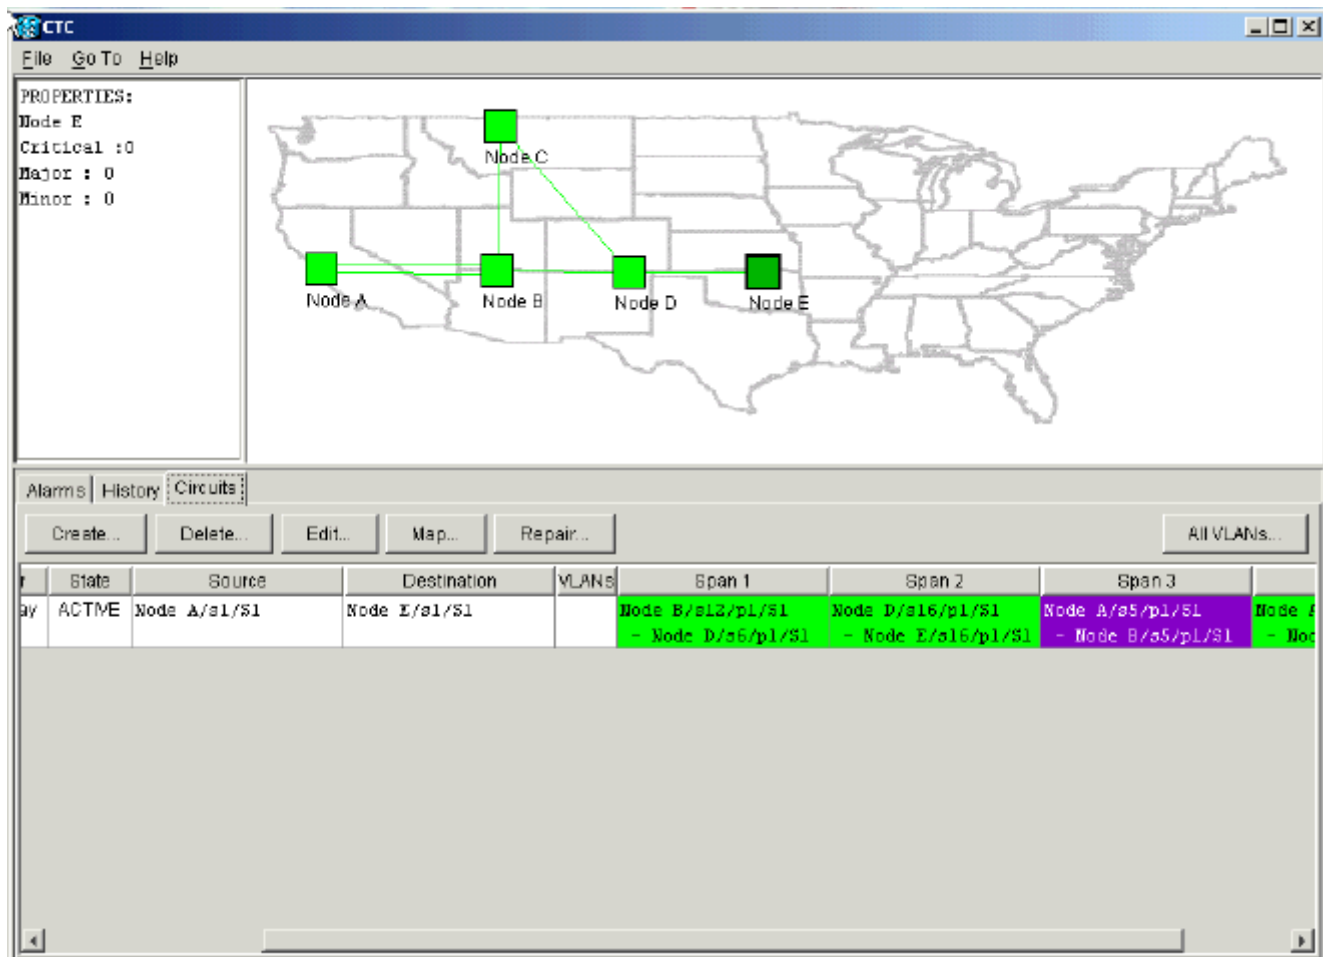 CTC
File Go To Help
PROPERTIES:
Node E
Critical :0
Major : 0
Minor : 0
Node C
Node A
Node B
Node D
Node E
Alarms History Circuits
Create... Delete... Edit... Map... Repair... All VLANs...
r State Source Destination VLANs Span 1 Span 2 Span 3
ay ACTIVE Node A/s1/S1 Node E/s1/S1 Node B/s12/p1/S1 Node D/s16/p1/S1 Node A/s5/p1/S1 Node
- Node D/s6/p1/S1 - Node E/s16/p1/S1 - Node B/s5/p1/S1 - Noc